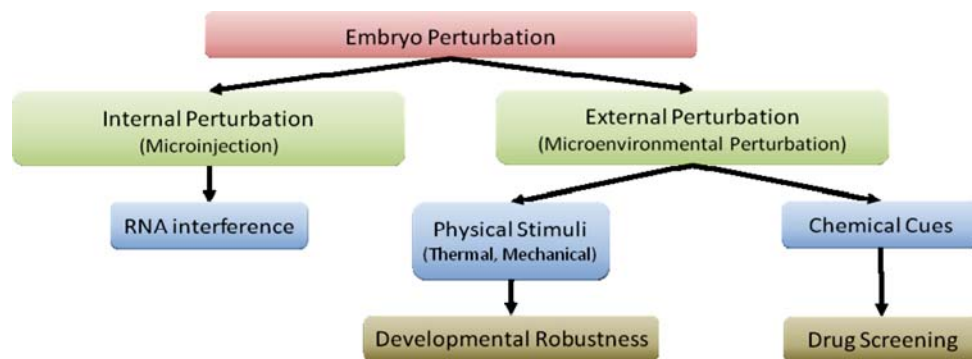 Embryo Perturbation
Internal Perturbation
(Microinjection)
External Perturbation
(Microenvironmental Perturbation)
RNA interference
Physical Stimuli
(Thermal, Mechanical)
Chemical Cues
Developmental Robustness
Drug Screening